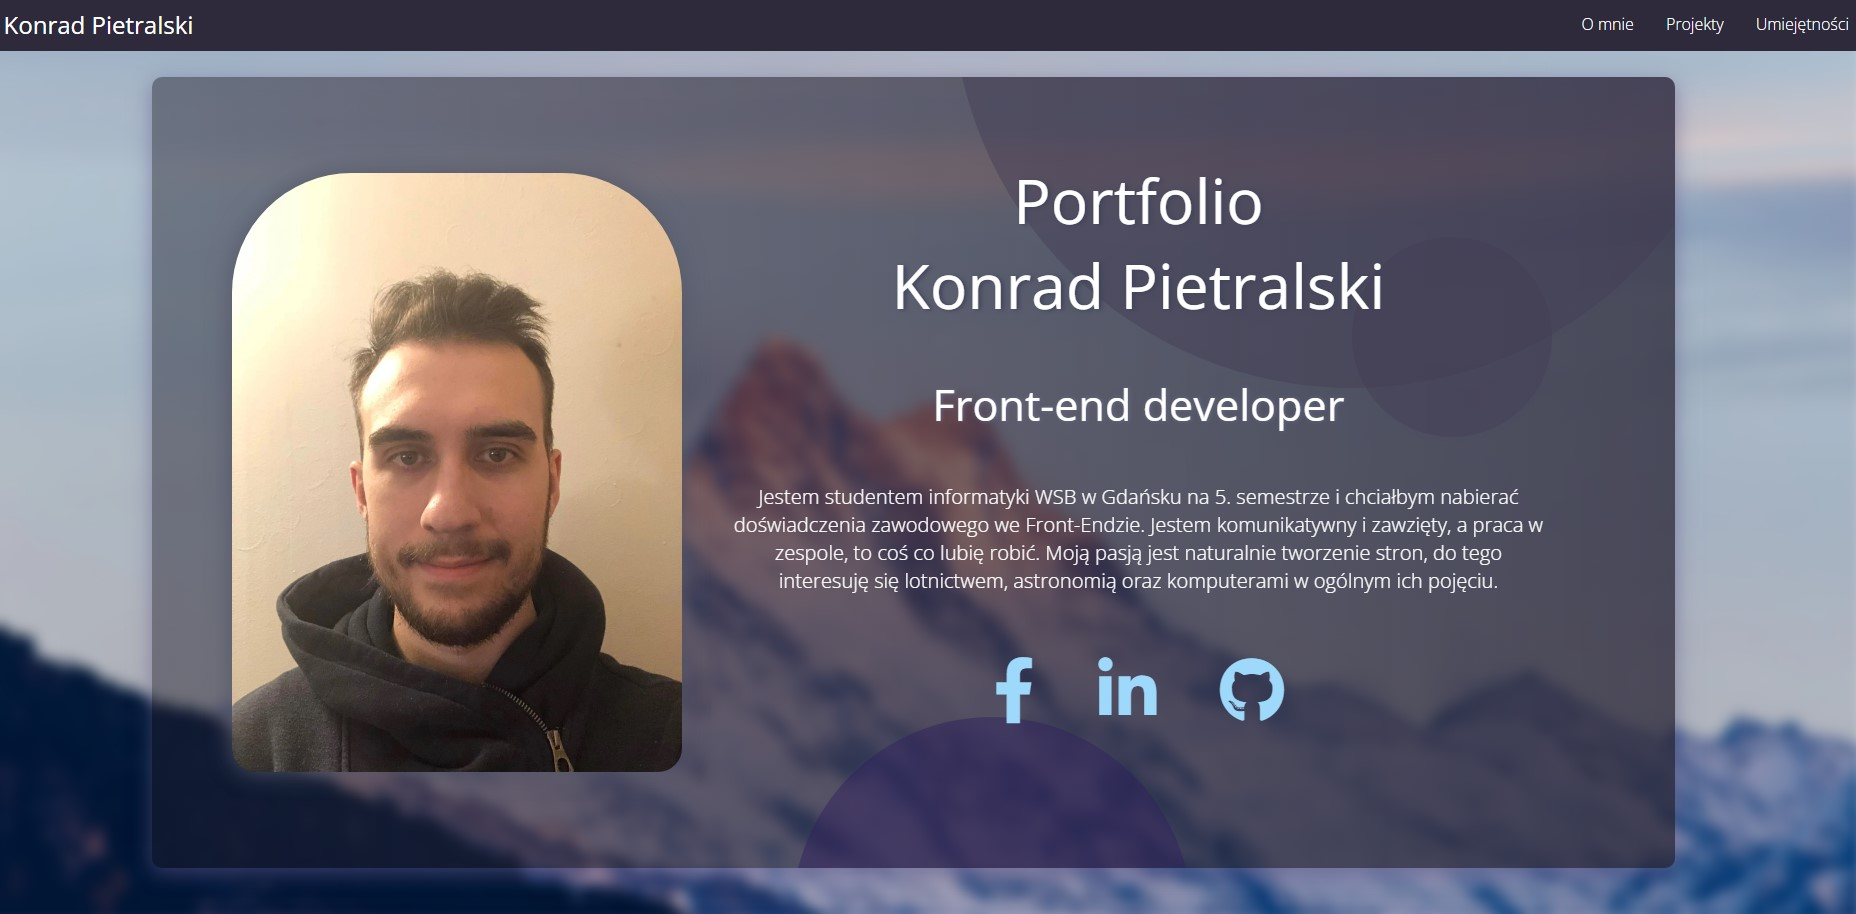 Konrad Pietralski
O mnie Projekty Umiejętności
Portfolio
Konrad Pietralski
Front-end developer
Jestem studentem informatyki WSB w Gdańsku na 5. semestrze i chciałbym nabierać
doświadczenia zawodowego we Front-Endzie. Jestem komunikatywny i zawzięty, a praca w
zespole, to coś co lubię robić. Moją pasją jest naturalnie tworzenie stron, do tego
interesuję się lotnictwem, astronomią oraz komputerami w ogólnym ich pojęciu.